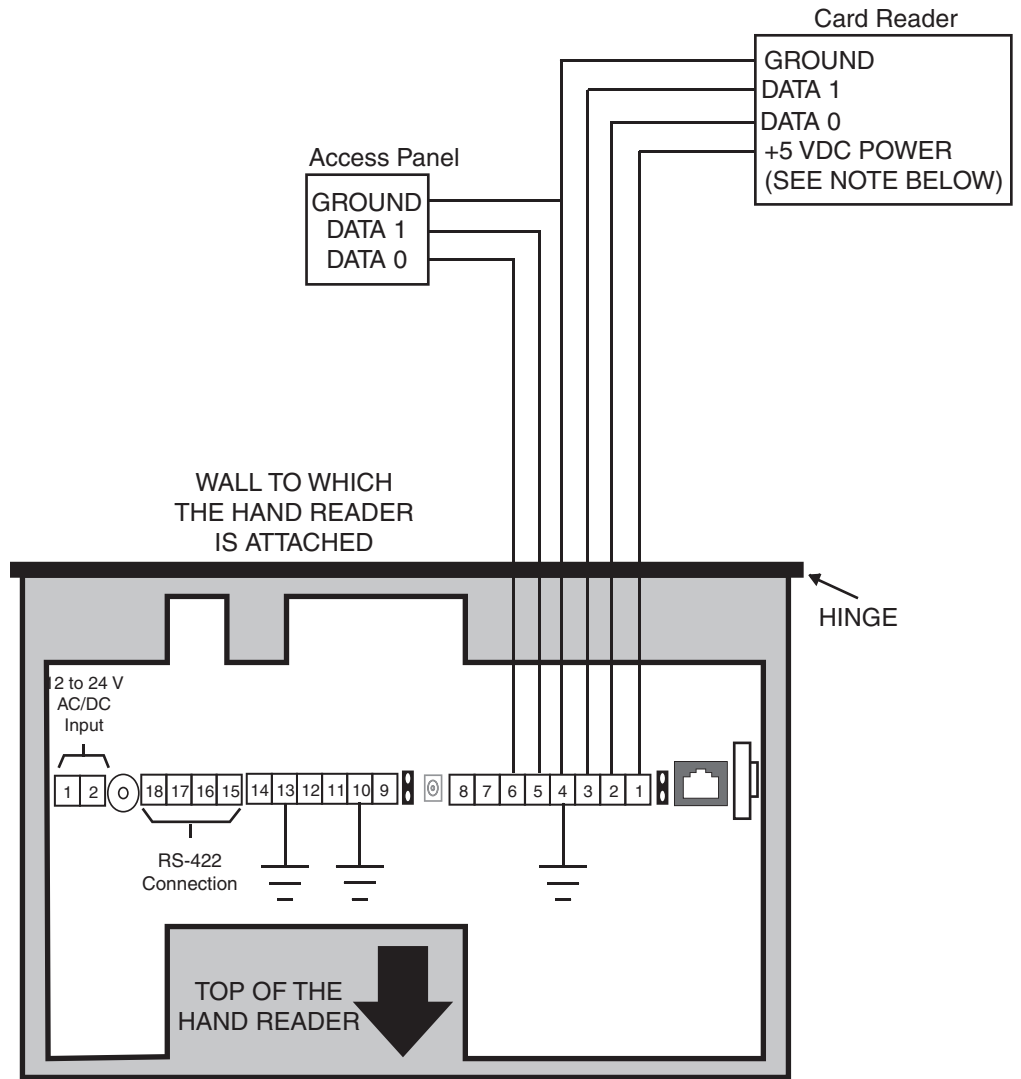 Card Reader
GROUND
DATA 1
DATA 0
+5 VDC POWER
(SEE NOTE BELOW)
Access Panel
GROUND
DATA 1
DATA 0
WALL TO WHICH
THE HAND READER
IS ATTACHED
HINGE
12 to 24 V
AC/DC
Input
1 2 18 17 16 15 14 13 12 11 10 9 8 7 6 5 4 3 2 1
RS-422
Connection
TOP OF THE
HAND READER